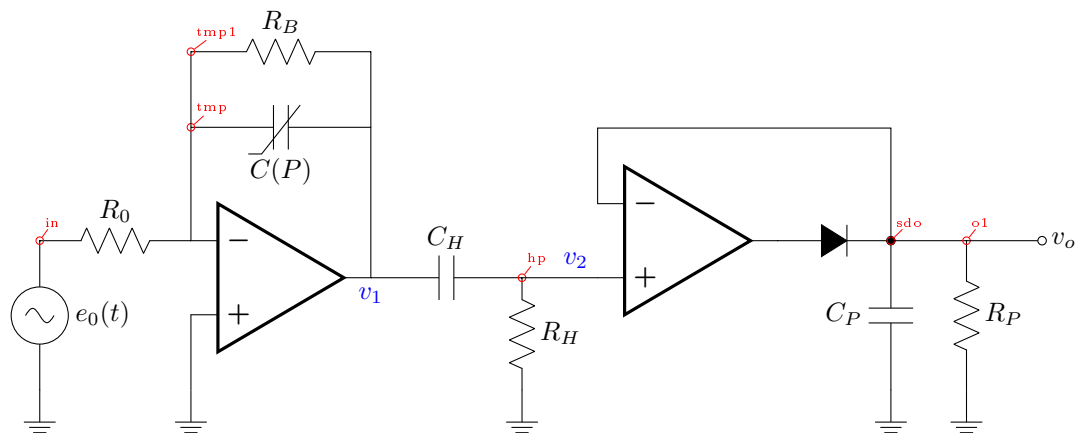 R_B
tmp1
tmp
C(P)
in
R_0
−
+
v_1
C_H
hp
v_2
R_H
−
+
sdo
o1
v_o
C_P
R_P
e_0(t)